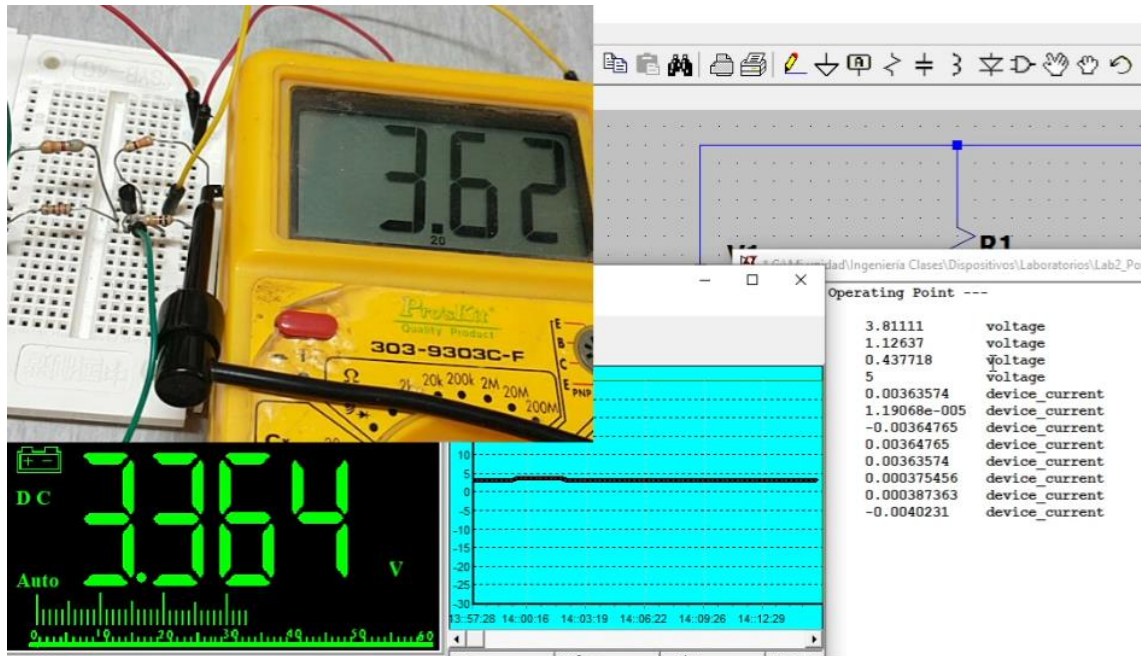 3.62
20
Pro'sKit
Quality Product
303-9303C-F
Ω
2k 20k 200k 2M 20M
200M
E
B
C
E
PNP
DC
3.364
V
Auto
0 10 20 30 40 50 60
10
5
0
-5
-10
-15
-20
-25
-30
13:57:28 14:00:16 14:03:19 14:06:22 14:09:26 14:12:29
A
R1
Operating Point ---
3.81111 voltage
1.12637 voltage
0.437718 voltage
5 voltage
0.00363574 device_current
1.19068e-005 device_current
-0.00364765 device_current
0.00364765 device_current
0.00363574 device_current
0.000375456 device_current
0.000387363 device_current
-0.0040231 device_current